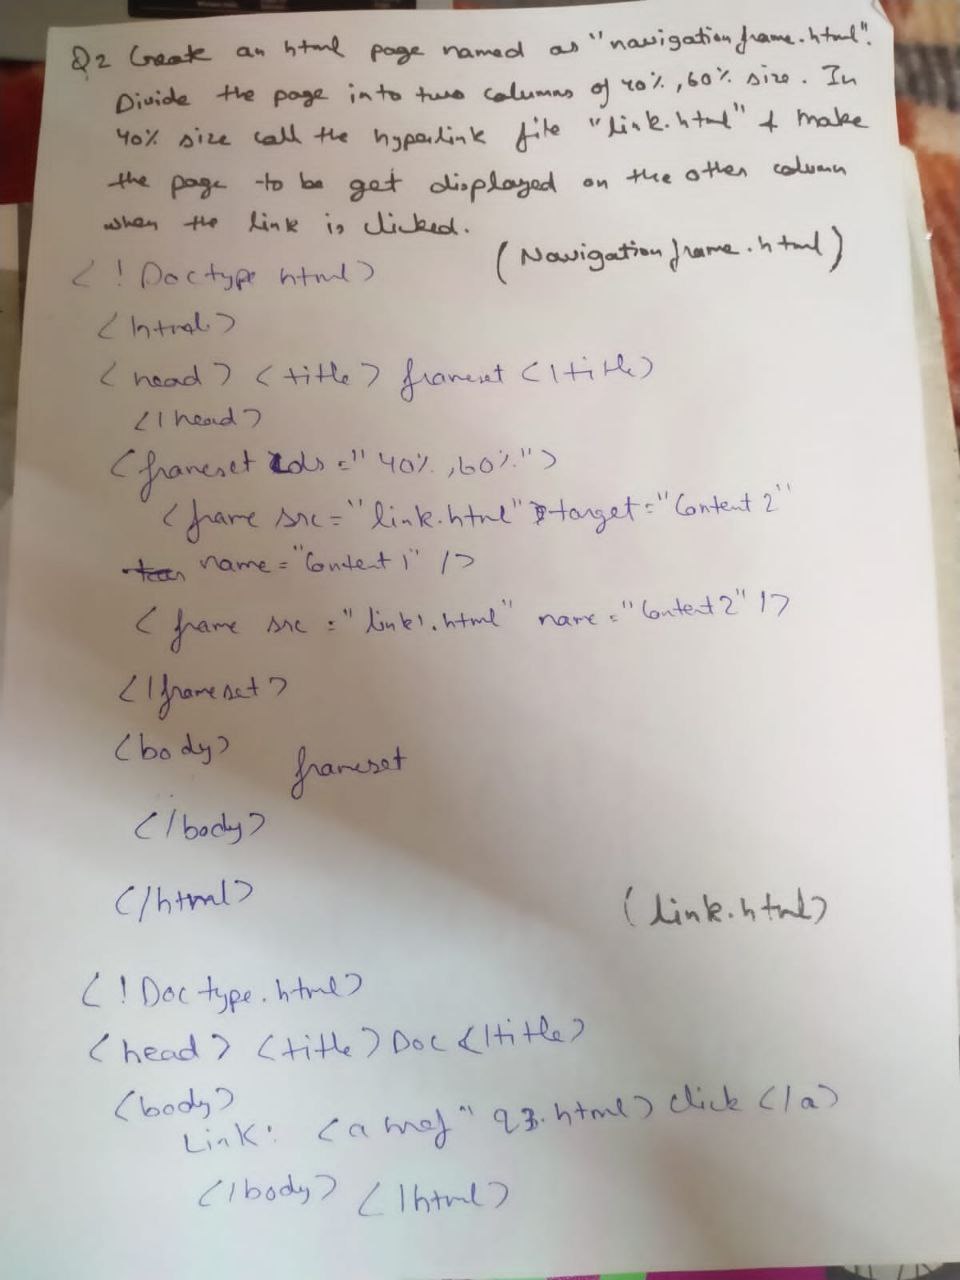 Q2 Create an html page named as "navigationframe.html".
Divide the page into two columns of 40%, 60% size. In
40% size call the hyperlink file "link.html" & make
the page to be get displayed on the other column
when the link is clicked.
(Navigationframe.html)
<!Doctype html>
<html>
<head> <title> frameset </title>
</head>
<frameset cols="40%,60%">
<frame src="link.html" target="Content 2"
name="Content 1" />
<frame src="link1.html" name="Content 2" />
</frameset>
<body>
frameset
</body>
</html>
(link.html)
<!Doctype.html>
<head> <title> Doc </title>
<body>
Link: <a href" q3.html> click </a>
</body> </html>